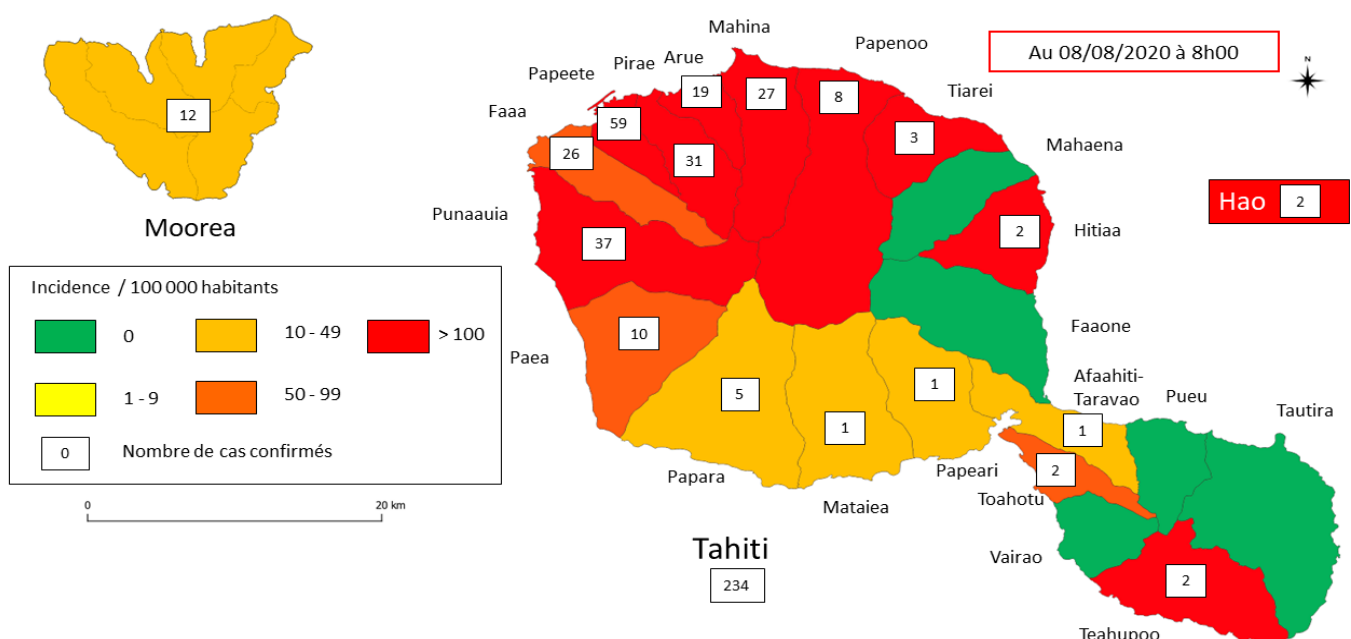 Mahina
Papenoo
Arue
Pirae
Papeete
Tiarei
Faaa
Mahaena
Punaauia
Hitiaa
Paea
Faaone
Afaahiti-
Taravao
Pueu
Tautira
Papara
Mataiea
Papeari
Toahotu
Vairao
Teahupoo
Au 08/08/2020 à 8h00
N
12
Moorea
19
27
8
59
31
3
26
2
37
10
5
1
1
1
2
2
Hao 2
Incidence / 100 000 habitants
0
10 - 49
> 100
1 - 9
50 - 99
0 Nombre de cas confirmés
0 20 km
Tahiti
234